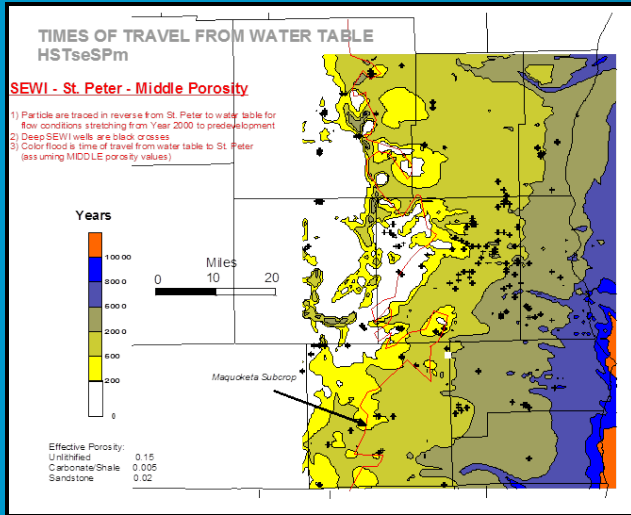 TIMES OF TRAVEL FROM WATER TABLE
HSTseSPm
SEWI - St. Peter - Middle Porosity
1) Particle are traced in reverse from St. Peter to water table for
flow conditions stretching from Year 2000 to predevelopment
2) Deep SEWI wells are black crosses
3) Color flood is time of travel from water table to St. Peter
(assuming MIDDLE porosity values)
Years
10000
8000
6000
2000
600
200
0
Miles
0 10 20
Maquoketa Subcrop
Effective Porosity:
Unlithified 0.15
Carbonate/Shale 0.005
Sandstone 0.02